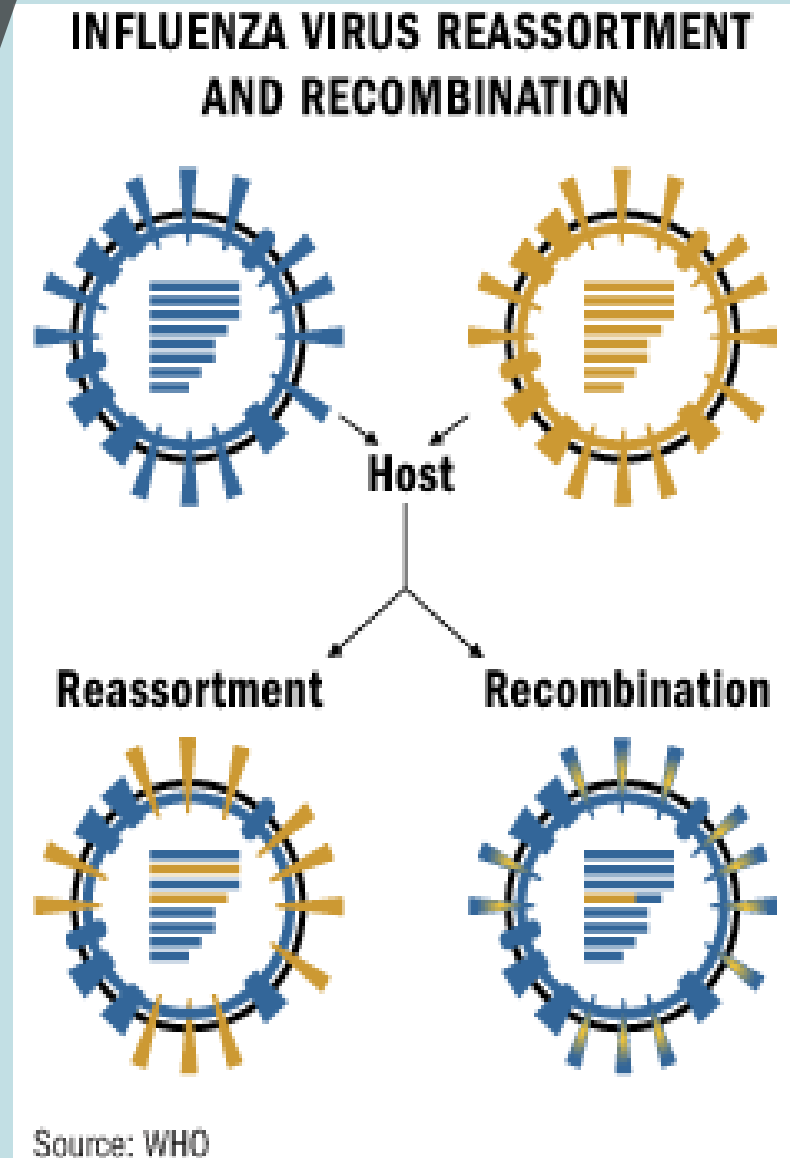 INFLUENZA VIRUS REASSORTMENT
AND RECOMBINATION
Host
Reassortment
Recombination
Source: WHO